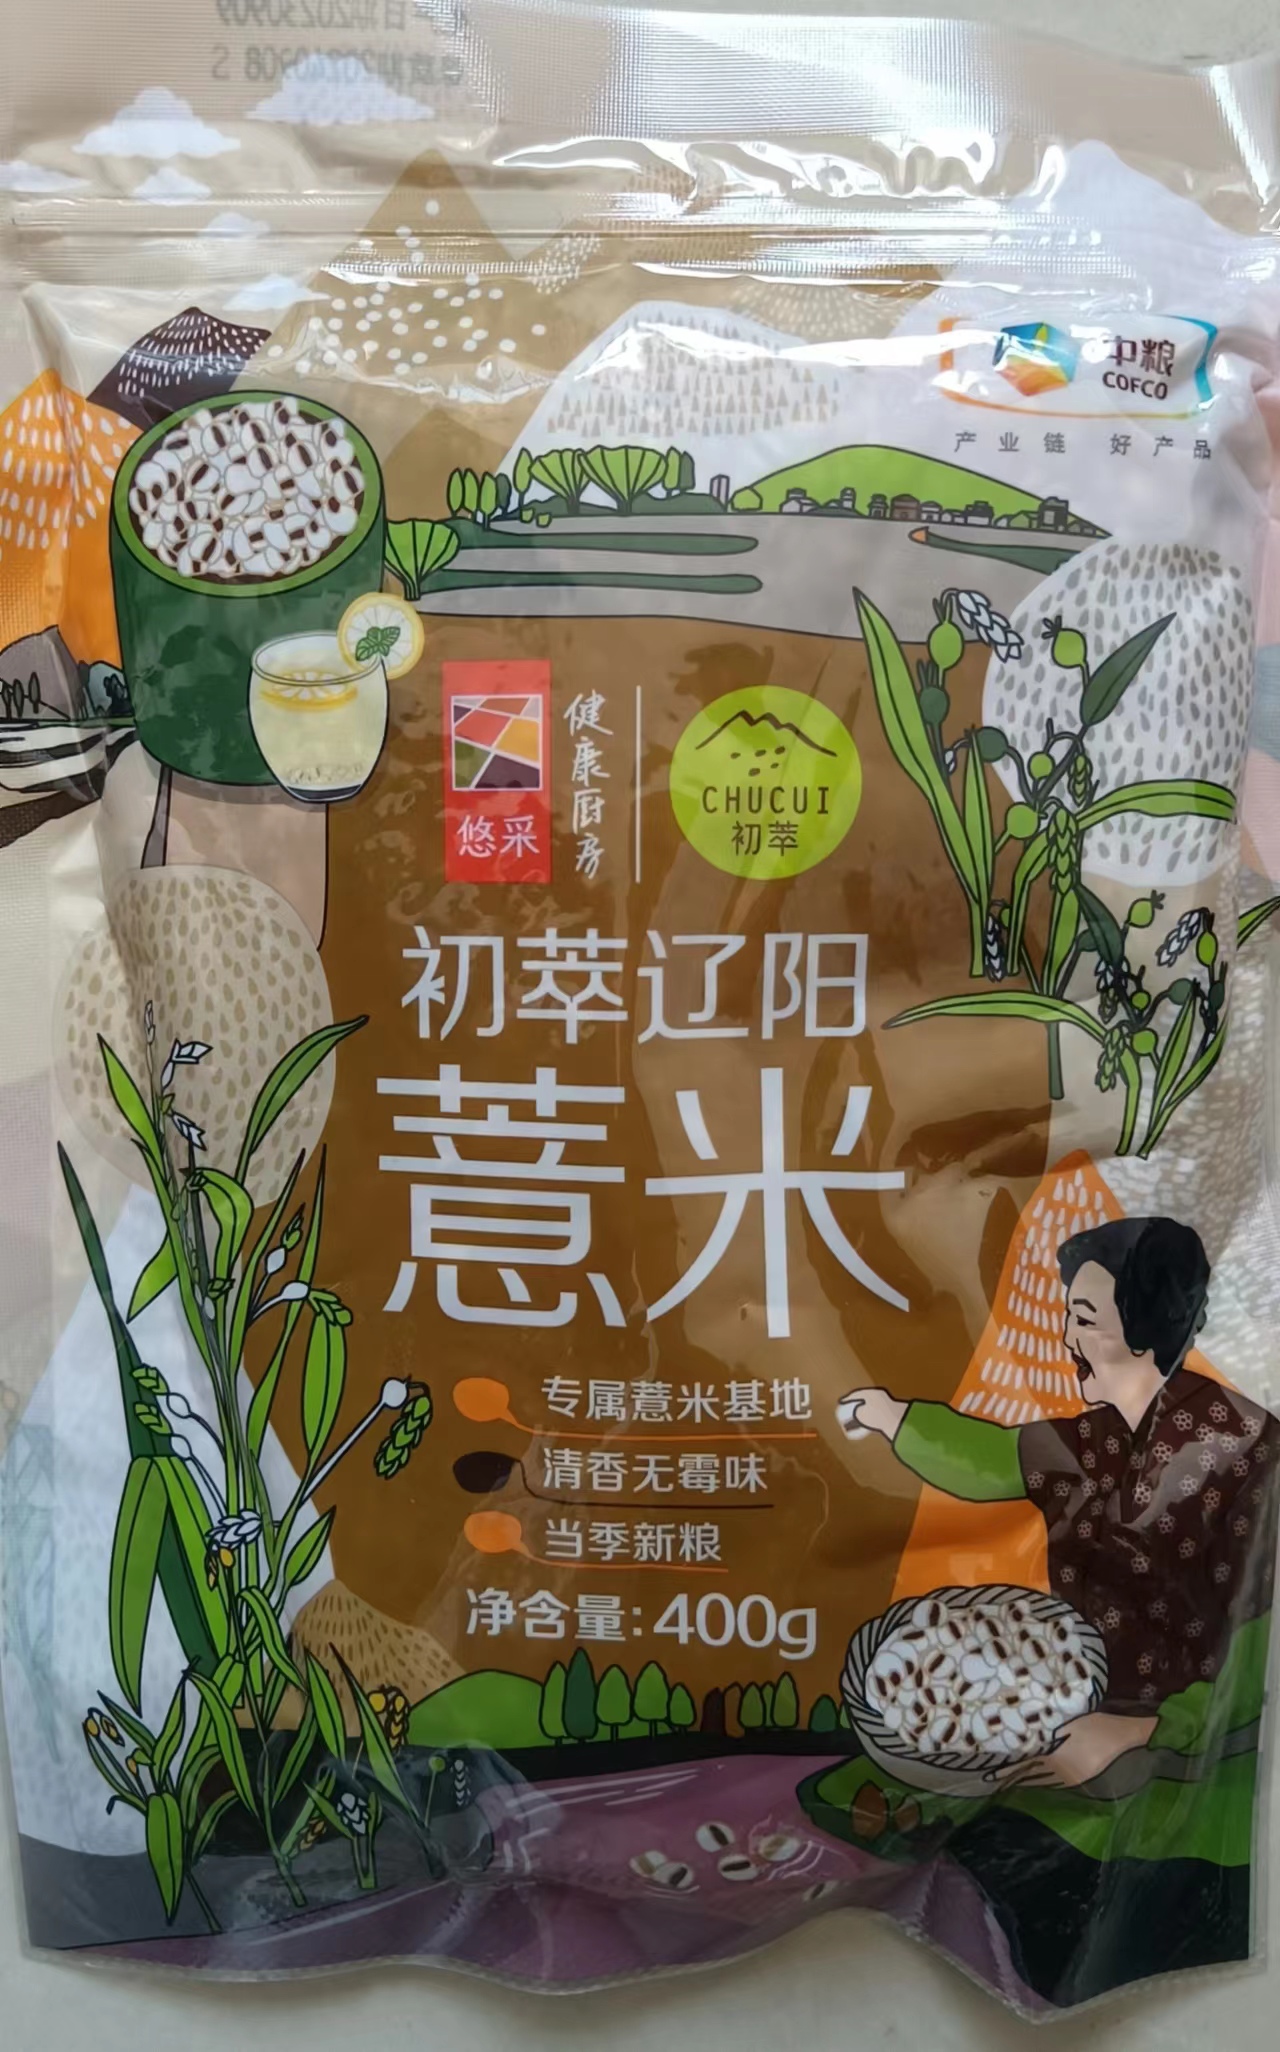 中粮
COFCO
产业链 好产品
悠采
健康厨房
CHUCUI
初萃
初萃辽阳
薏米
专属薏米基地
清香无霉味
当季新粮
净含量:400g